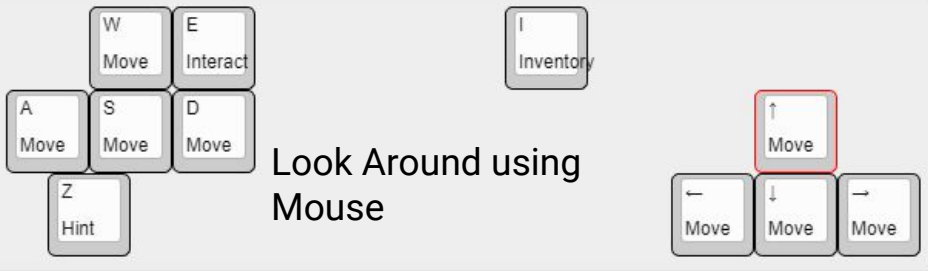 W
Move
E
Interact
I
Inventory
A
Move
S
Move
D
Move
↑
Move
Look Around using
Mouse
Z
Hint
←
Move
↓
Move
→
Move